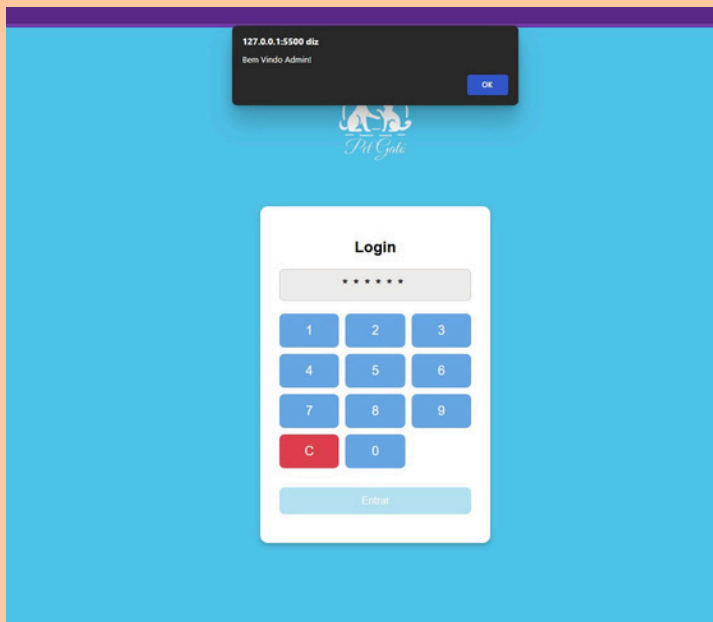 127.0.0.1:5500 diz
Bem Vindo Admin!
OK
Pet Gatô
Login
* * * * * *
1 2 3
4 5 6
7 8 9
C 0
Entrar